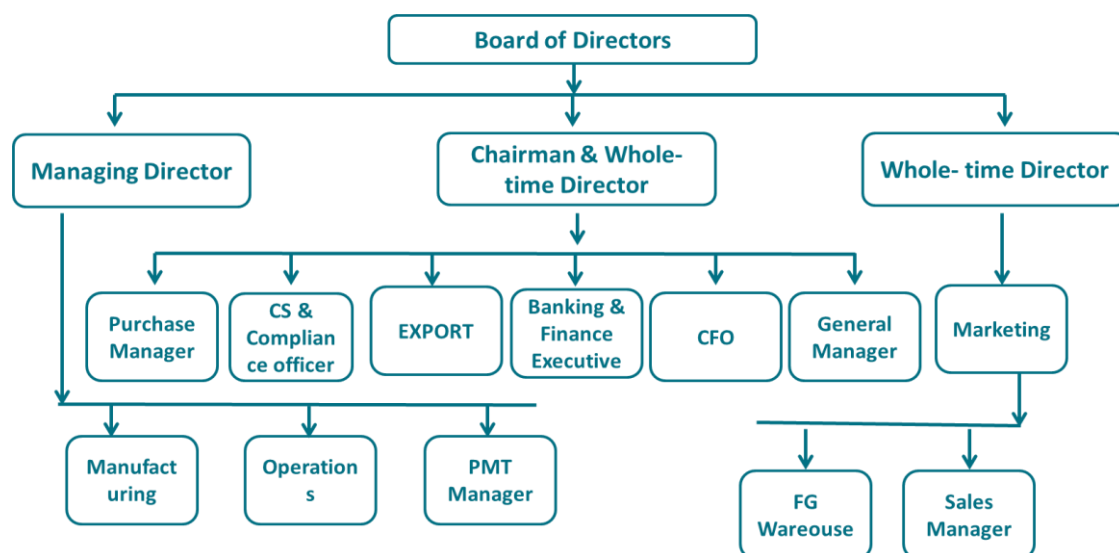 Board of Directors
Managing Director
Chairman & Whole-
time Director
Whole- time Director
Purchase
Manager
CS &
Complian
ce officer
EXPORT
Banking &
Finance
Executive
CFO
General
Manager
Marketing
Manufact
uring
Operation
s
PMT
Manager
FG
Wareouse
Sales
Manager